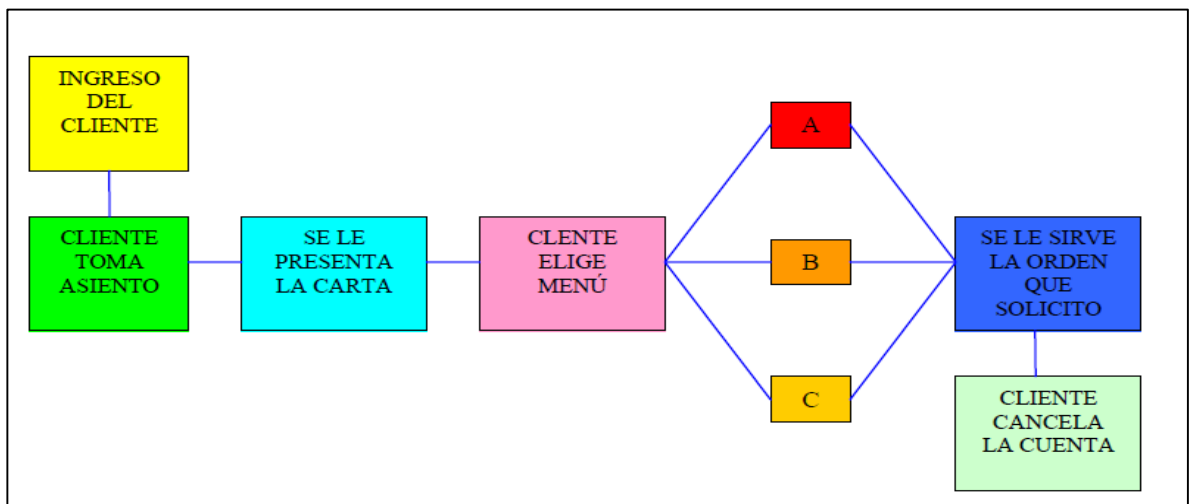 INGRESO
DEL
CLIENTE
CLIENTE
TOMA
ASIENTO
SE LE
PRESENTA
LA CARTA
CLENTE
ELIGE
MENÚ
A
B
C
SE LE SIRVE
LA ORDEN
QUE
SOLICITO
CLIENTE
CANCELA
LA CUENTA